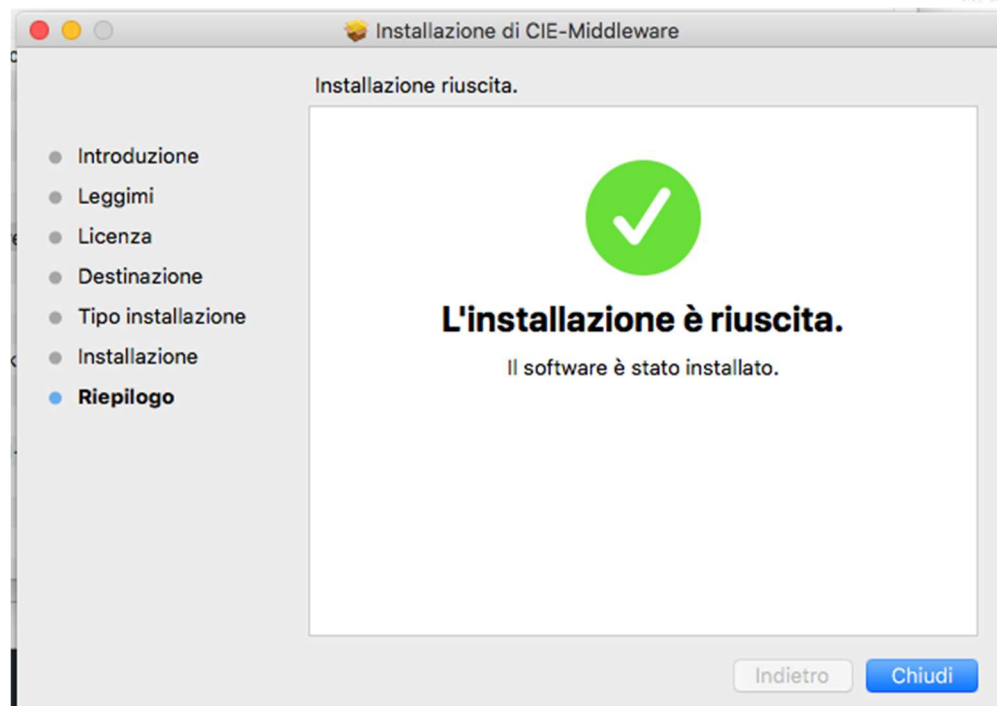 Installazione di CIE-Middleware
Installazione riuscita.
Introduzione
Leggimi
Licenza
Destinazione
Tipo installazione
Installazione
Riepilogo
L'installazione è riuscita.
Il software è stato installato.
Indietro
Chiudi